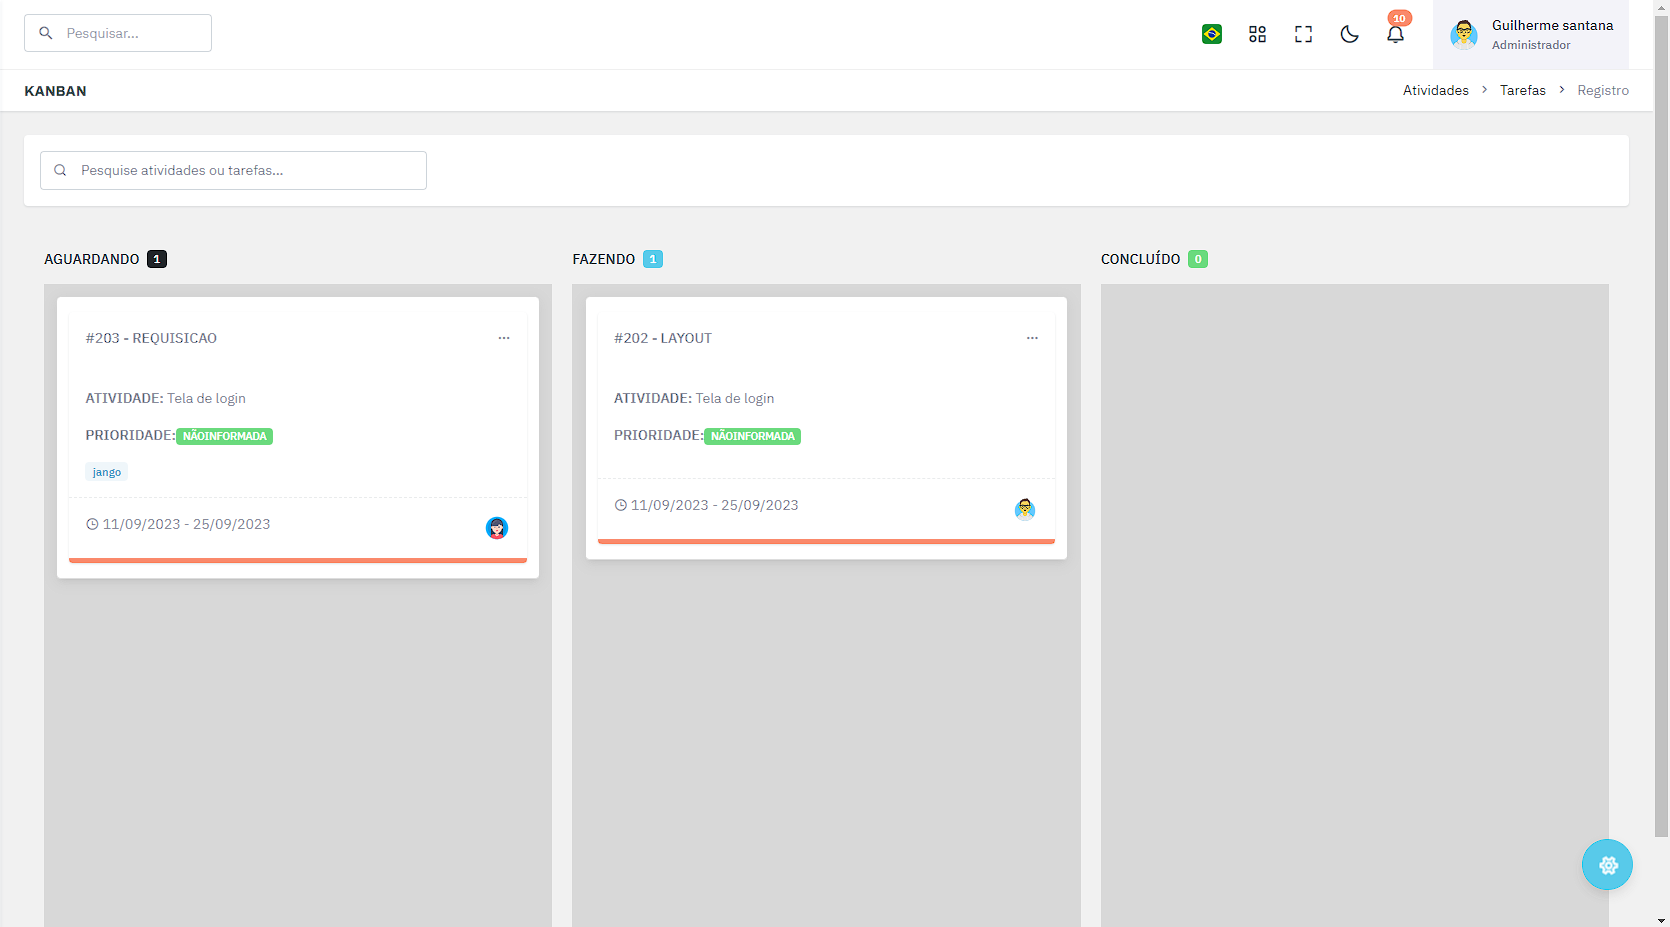 Pesquisar...
10
Guilherme santana
Administrador
KANBAN
Atividades > Tarefas > Registro
Pesquise atividades ou tarefas...
AGUARDANDO 1
#203 - REQUISICAO
ATIVIDADE: Tela de login
PRIORIDADE: NÃOINFORMADA
jango
11/09/2023 - 25/09/2023
FAZENDO 1
#202 - LAYOUT
ATIVIDADE: Tela de login
PRIORIDADE: NÃOINFORMADA
11/09/2023 - 25/09/2023
CONCLUÍDO 0